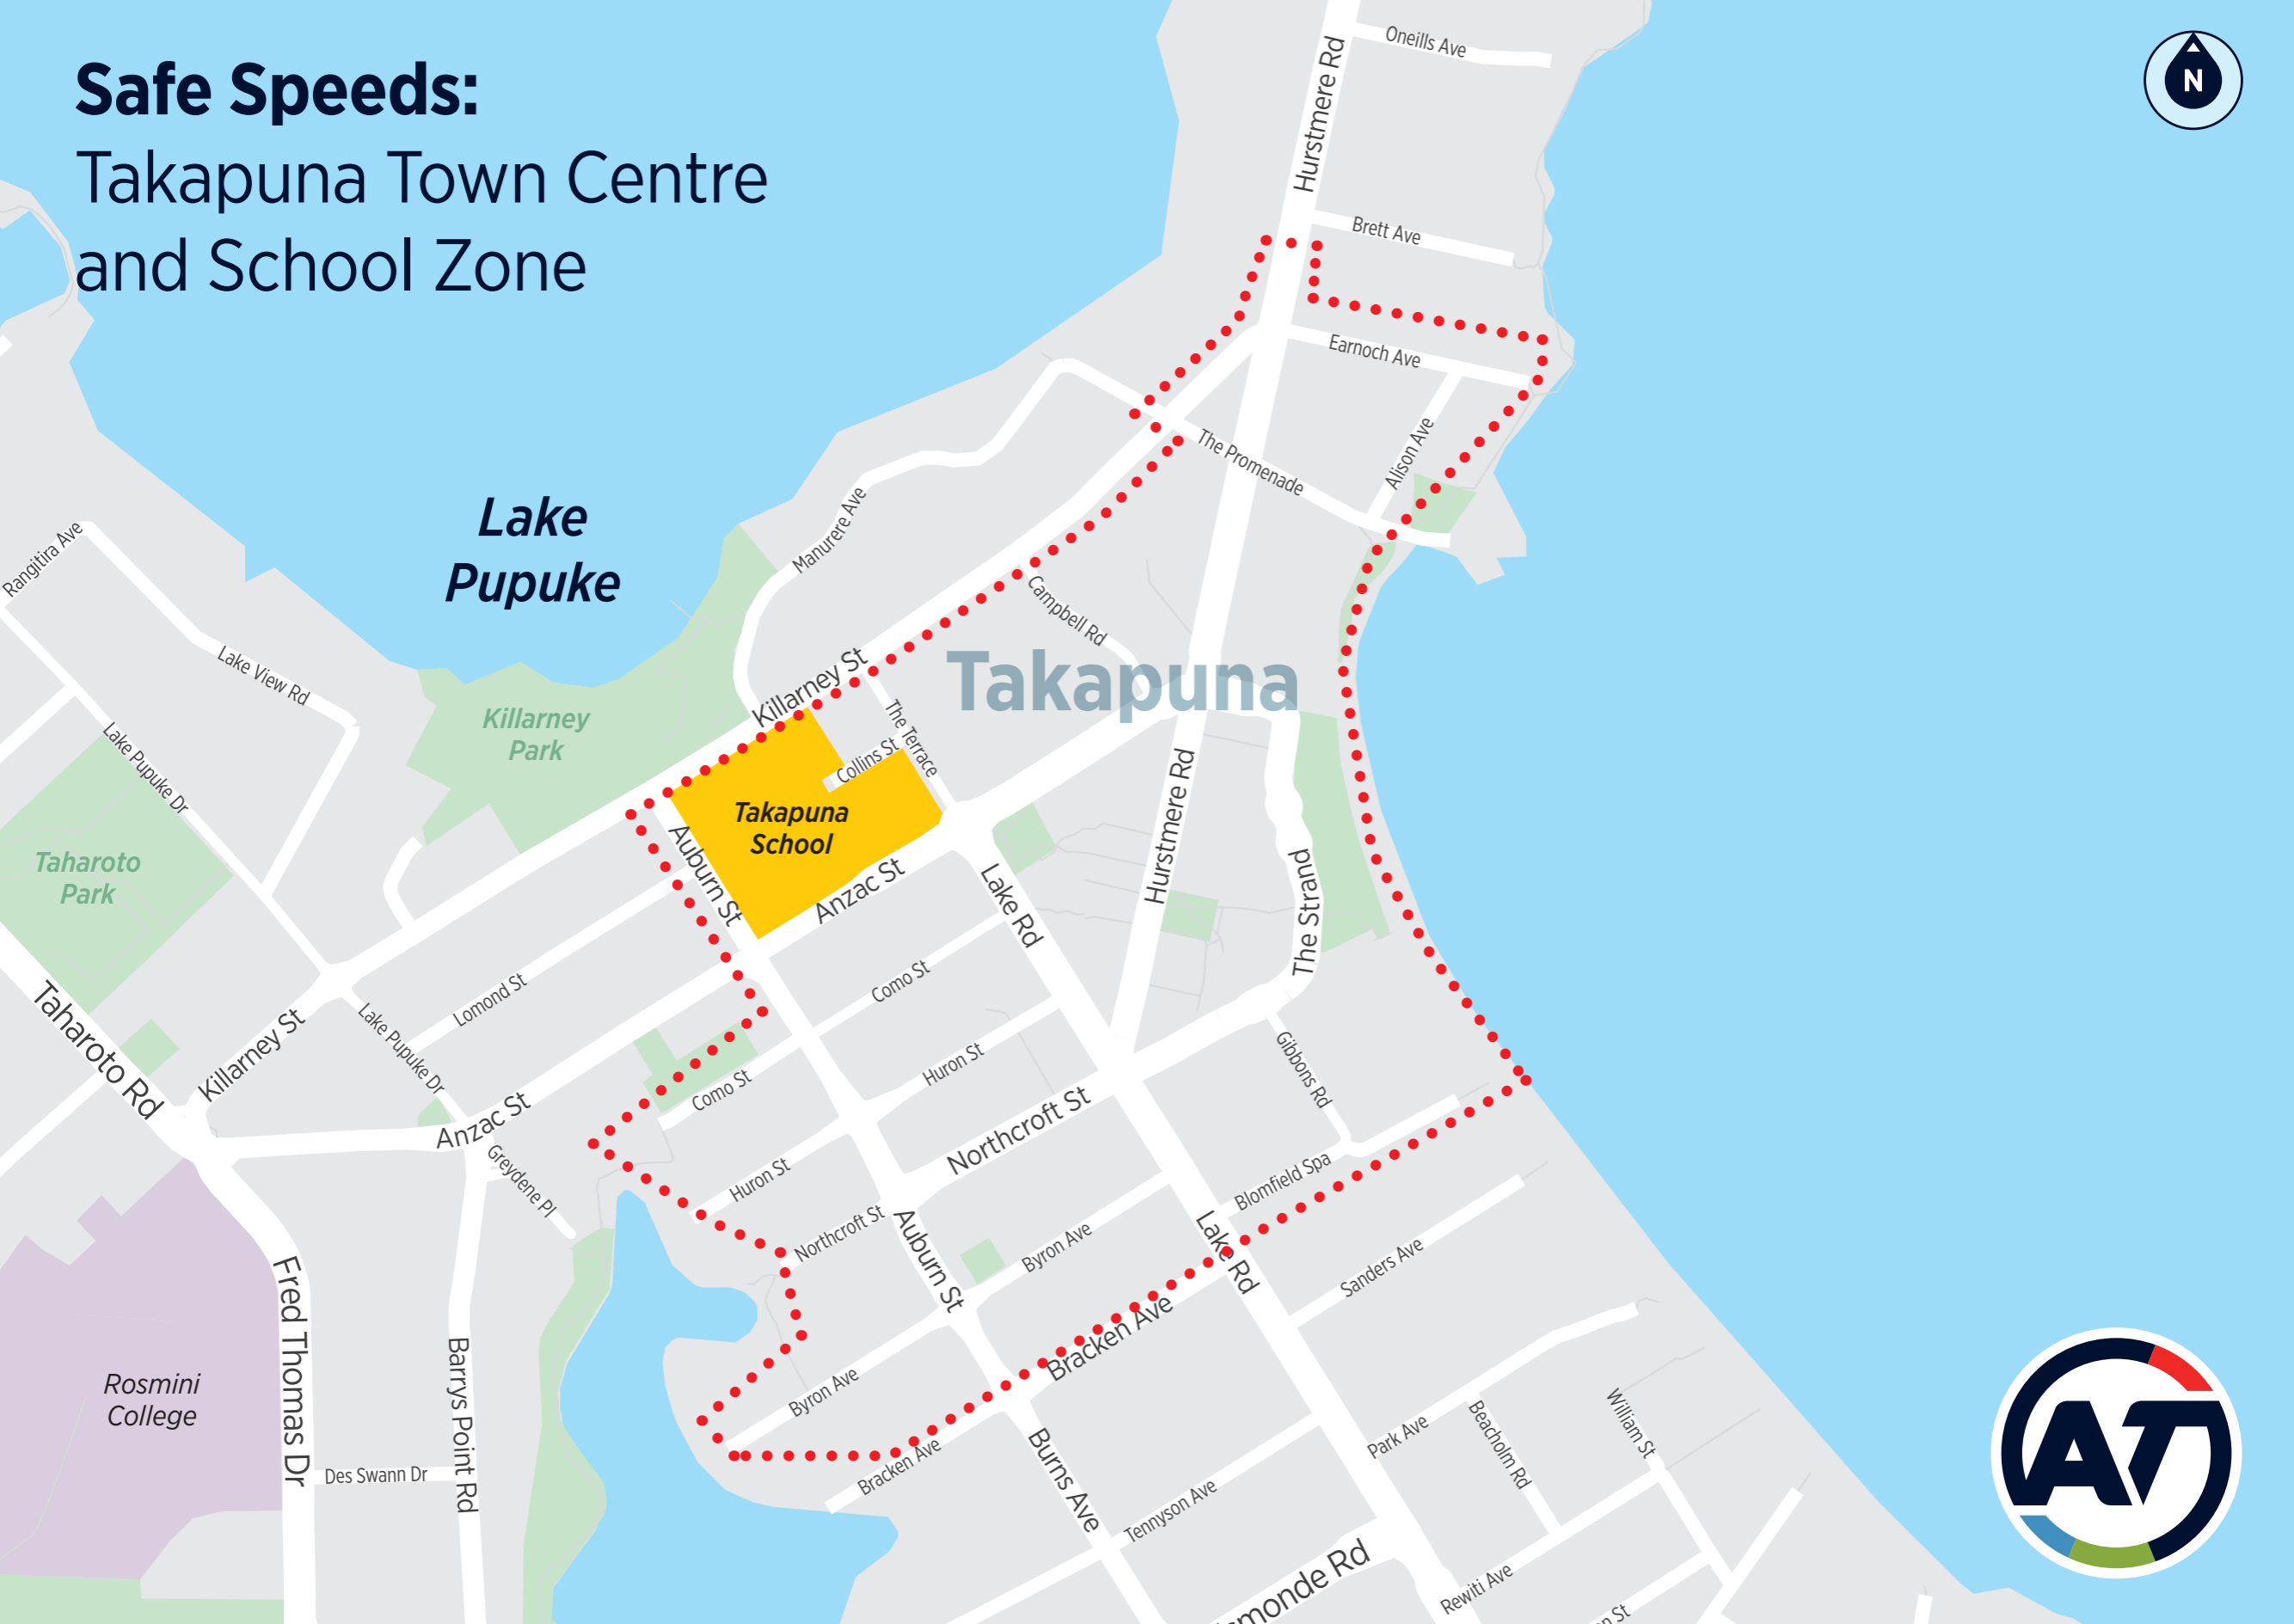 Safe Speeds:
Takapuna Town Centre
and School Zone
N
Oneills Ave
Hurstmere Rd
Brett Ave
Earnoch Ave
Alison Ave
The Promenade
Manurere Ave
Lake
Pupuke
Rangitira Ave
Lake View Rd
Campbell Rd
Takapuna
Killarney St
Killarney
Park
The Terrace
Collins St
Lake Pupuke Dr
Takapuna
School
Taharoto
Park
Auburn St
Anzac St
Lake Rd
Hurstmere Rd
The Strand
Como St
Lomond St
Taharoto Rd
Killarney St
Lake Pupuke Dr
Huron St
Gibbons Rd
Como St
Anzac St
Northcroft St
Greydene Pl
Huron St
Blomfield Spa
Northcroft St
Auburn St
Byron Ave
Lake Rd
Sanders Ave
Fred Thomas Dr
Barrys Point Rd
Bracken Ave
Rosmini
College
Byron Ave
Bracken Ave
Burns Ave
Park Ave
Beacholm Rd
William St
Des Swann Dr
Tennyson Ave
Rewiti Ave
AT